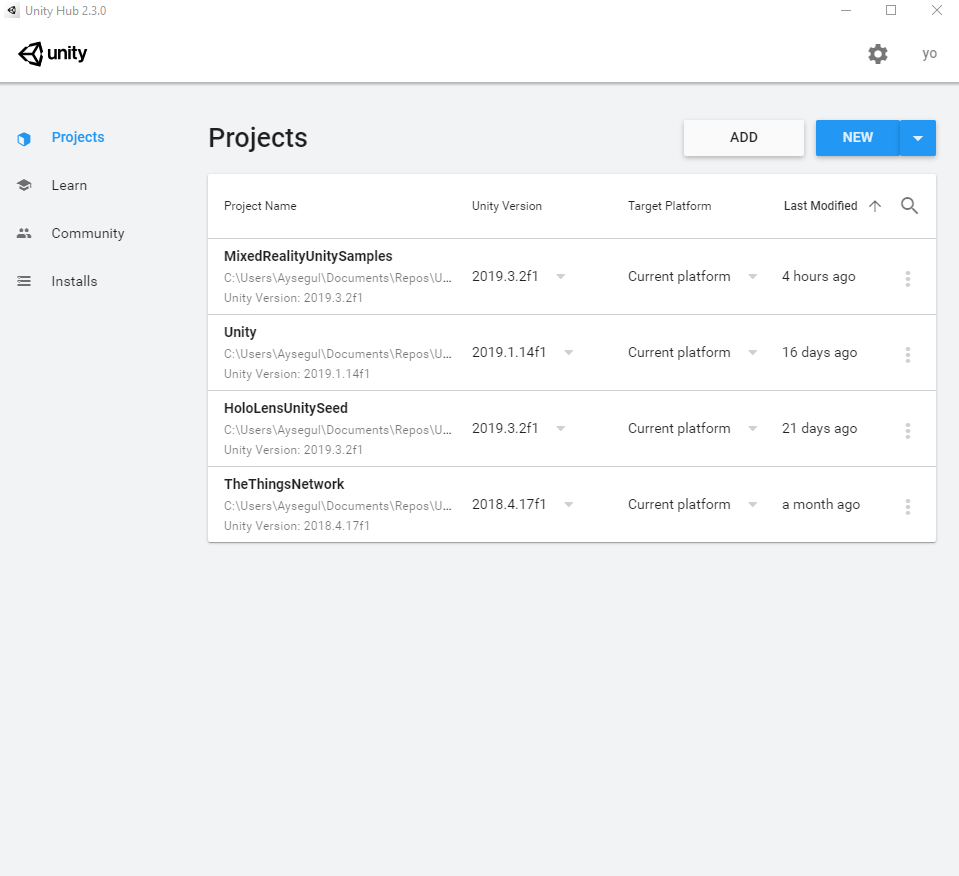 Unity Hub 2.3.0
unity
yo
Projects
Learn
Community
Installs
Projects
ADD
NEW
Project Name Unity Version Target Platform Last Modified
MixedRealityUnitySamples
C:\Users\Aysegul\Documents\Repos\U...
Unity Version: 2019.3.2f1
2019.3.2f1 Current platform 4 hours ago
Unity
C:\Users\Aysegul\Documents\Repos\U...
Unity Version: 2019.1.14f1
2019.1.14f1 Current platform 16 days ago
HoloLensUnitySeed
C:\Users\Aysegul\Documents\Repos\U...
Unity Version: 2019.3.2f1
2019.3.2f1 Current platform 21 days ago
TheThingsNetwork
C:\Users\Aysegul\Documents\Repos\U...
Unity Version: 2018.4.17f1
2018.4.17f1 Current platform a month ago